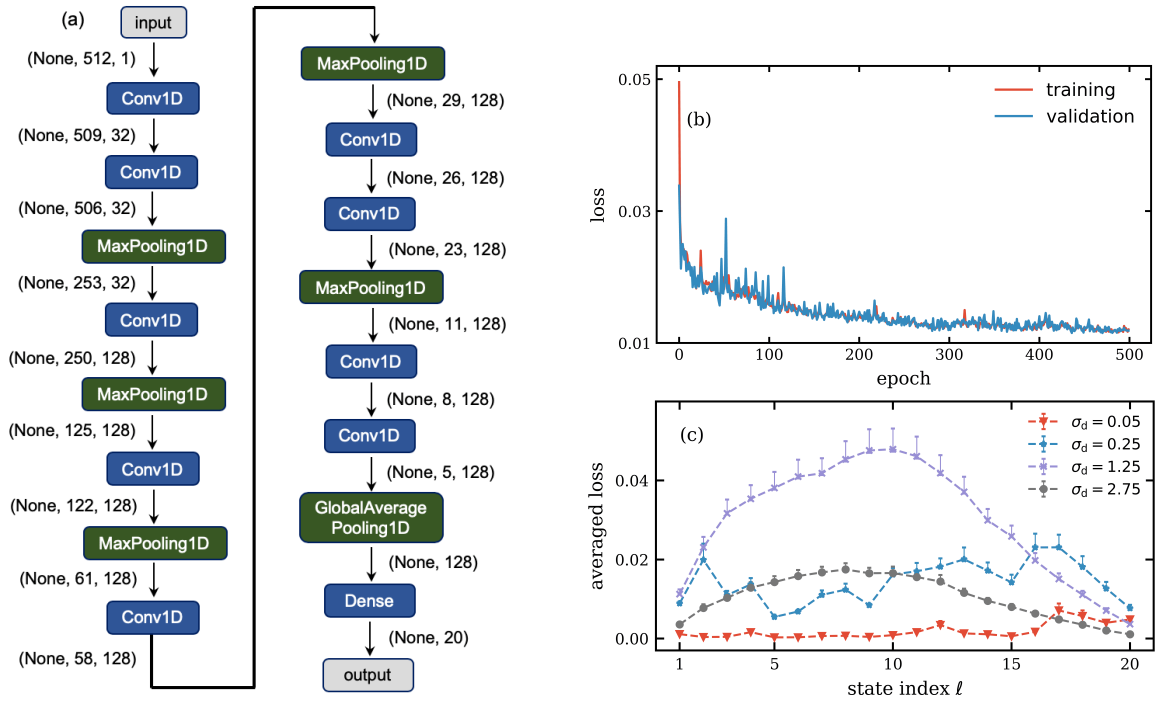 (a)
input
(None, 512, 1)
Conv1D
(None, 509, 32)
Conv1D
(None, 506, 32)
MaxPooling1D
(None, 253, 32)
Conv1D
(None, 250, 128)
MaxPooling1D
(None, 125, 128)
Conv1D
(None, 122, 128)
MaxPooling1D
(None, 61, 128)
Conv1D
(None, 58, 128)
MaxPooling1D
(None, 29, 128)
Conv1D
(None, 26, 128)
Conv1D
(None, 23, 128)
MaxPooling1D
(None, 11, 128)
Conv1D
(None, 8, 128)
Conv1D
(None, 5, 128)
GlobalAverage
Pooling1D
(None, 128)
Dense
(None, 20)
output
(b)
training
validation
0.05
0.03
0.01
loss
0 100 200 300 400 500
epoch
(c)
σd = 0.05
σd = 0.25
σd = 1.25
σd = 2.75
0.04
0.02
0.00
averaged loss
1 5 10 15 20
state index ℓ